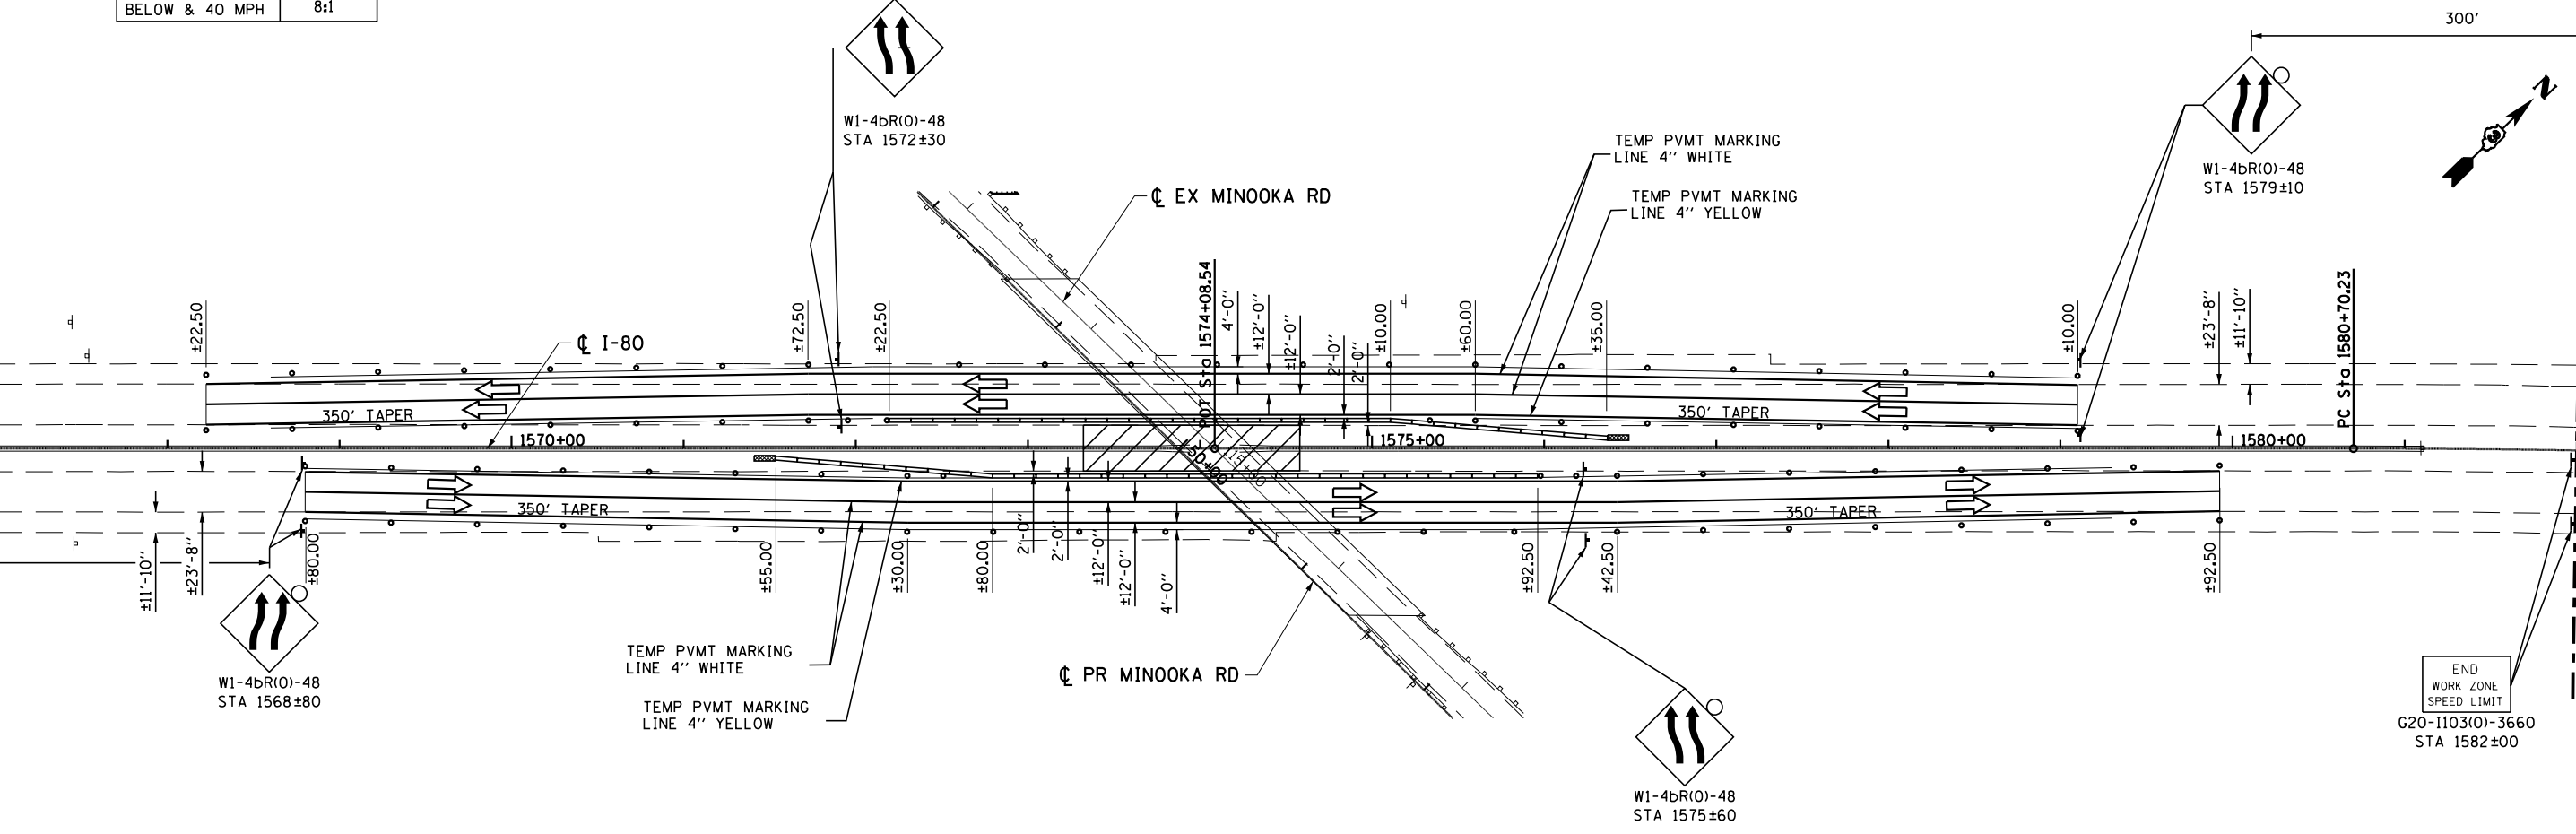 BELOW & 40 MPH 8:1
300'
W1-4bR(O)-48
STA 1572±30
N
W1-4bR(O)-48
STA 1579±10
TEMP PVMT MARKING
LINE 4'' WHITE
TEMP PVMT MARKING
LINE 4'' YELLOW
℄ EX MINOOKA RD
℄ I-80
±22.50
±72.50
±22.50
POT Sta 1574+08.54
4'-0''
±12'-0''
±12'-0''
2'-0''
2'-0''
±10.00
±60.00
±35.00
±10.00
±23'-8''
±11'-10''
PC Sta 1580+70.23
350' TAPER
350' TAPER
1570+00
1575+00
1580+00
50+00
15+00
350' TAPER
350' TAPER
±11'-10''
±23'-8''
±80.00
±55.00
±30.00
±80.00
2'-0''
2'-0''
±12'-0''
±12'-0''
4'-0''
±92.50
±42.50
±92.50
W1-4bR(O)-48
STA 1568±80
TEMP PVMT MARKING
LINE 4'' WHITE
TEMP PVMT MARKING
LINE 4'' YELLOW
℄ PR MINOOKA RD
END
WORK ZONE
SPEED LIMIT
G20-I103(O)-3660
STA 1582±00
W1-4bR(O)-48
STA 1575±60